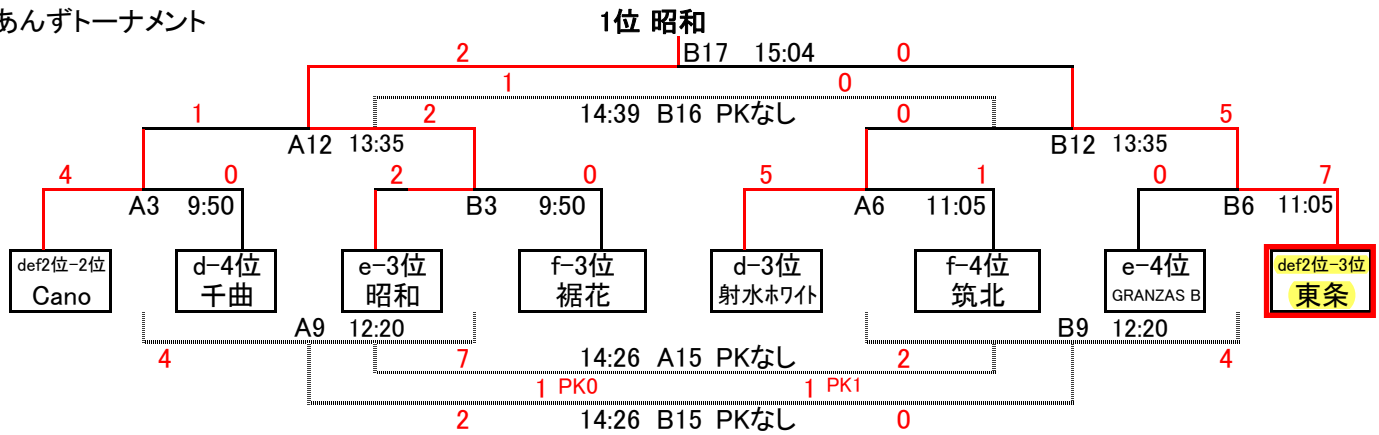 あんずトーナメント
1位 昭和
2 B17 15:04 0
1 0
14:39 B16 PKなし
1 2 0 5
A12 13:35 B12 13:35
4 0 2 0 5 1 0 7
A3 9:50 B3 9:50 A6 11:05 B6 11:05
def2位-2位 d-4位 e-3位 f-3位 d-3位 f-4位 e-4位 def2位-3位
Cano 千曲 昭和 裾花 射水ホワイト 筑北 GRANZAS B 東条
A9 12:20 B9 12:20
4 7 14:26 A15 PKなし 2 4
1 PK0 1 PK1
2 14:26 B15 PKなし 0